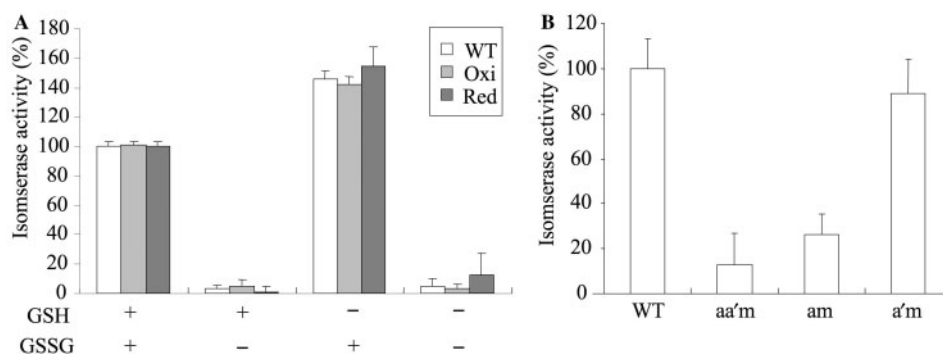 A
Isomserase activity (%)
180
160
140
120
100
80
60
40
20
0
WT
Oxi
Red
GSH + + − −
GSSG + − + −
B
Isomserase activity (%)
120
100
80
60
40
20
0
WT aa′m am a′m